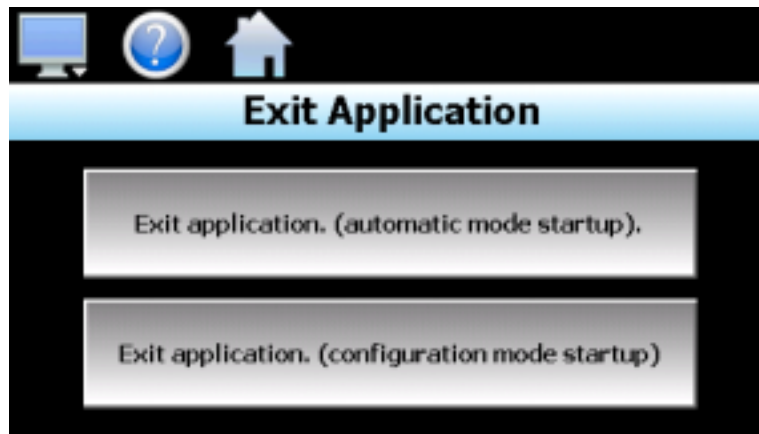 ?
Exit Application
Exit application. (automatic mode startup).
Exit application. (configuration mode startup)